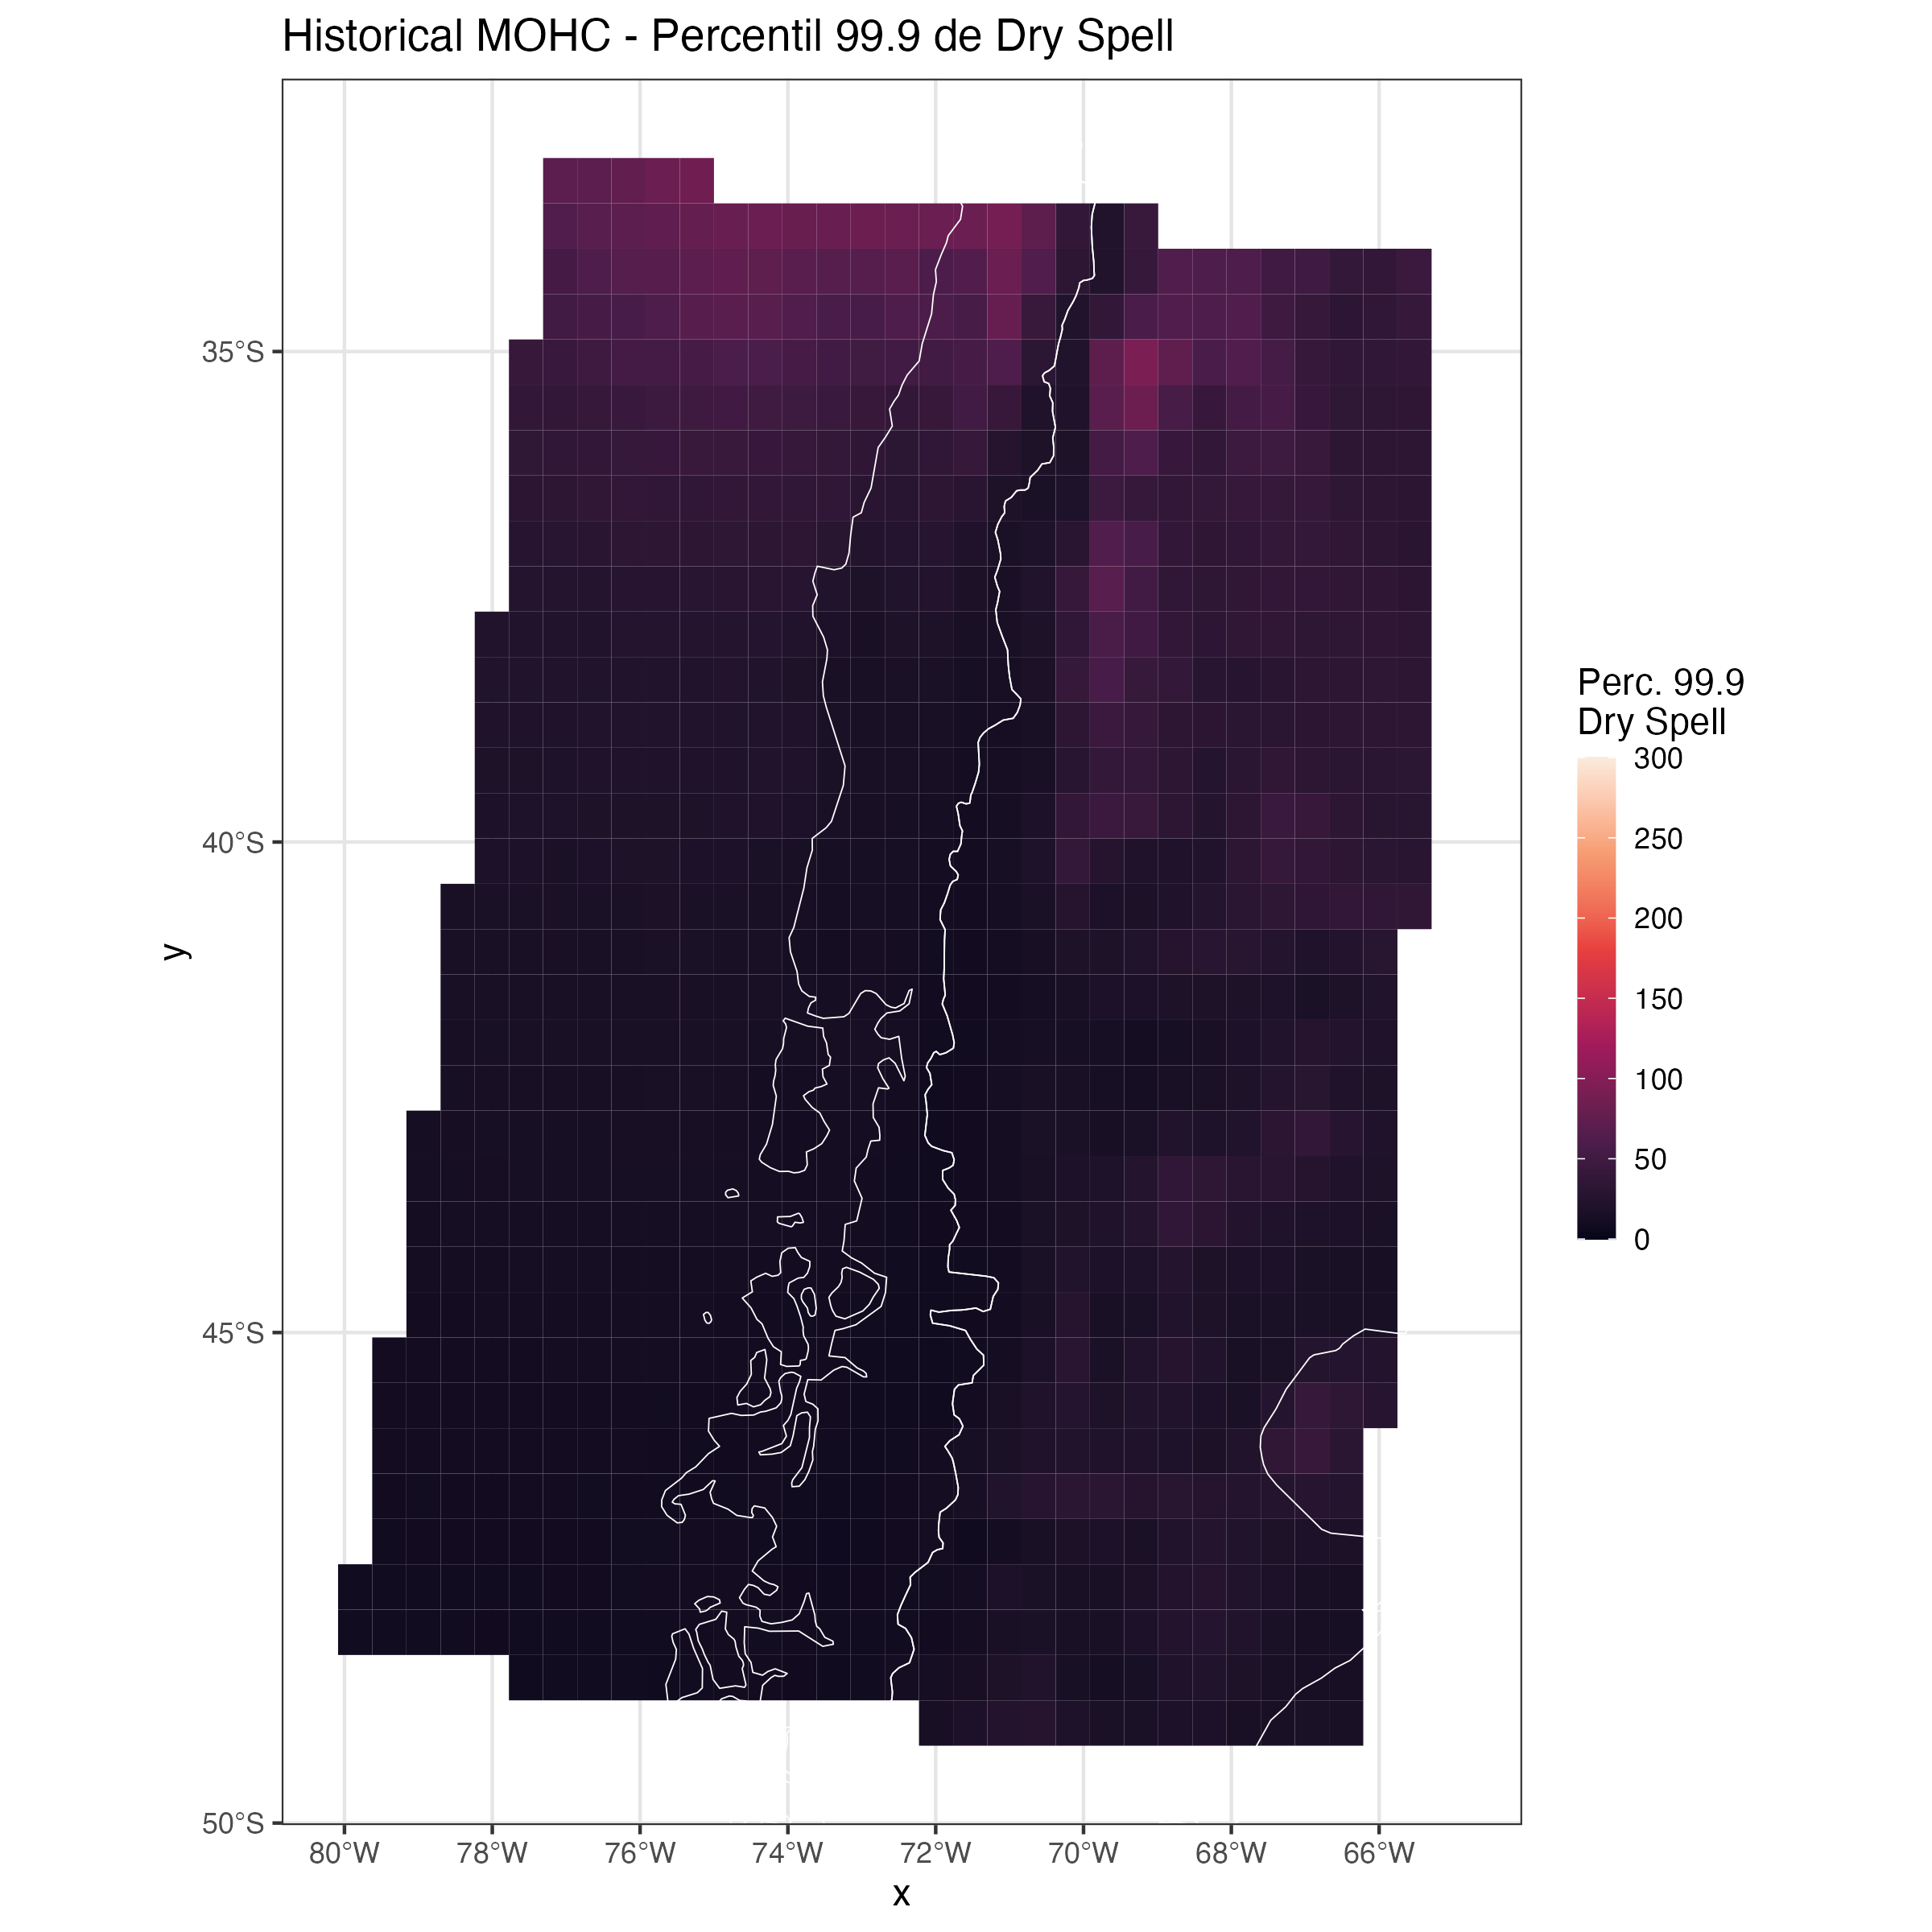 Historical MOHC - Percentil 99.9 de Dry Spell
35°S
40°S
45°S
50°S
y
80°W 78°W 76°W 74°W 72°W 70°W 68°W 66°W
x
Perc. 99.9
Dry Spell
300
250
200
150
100
50
0